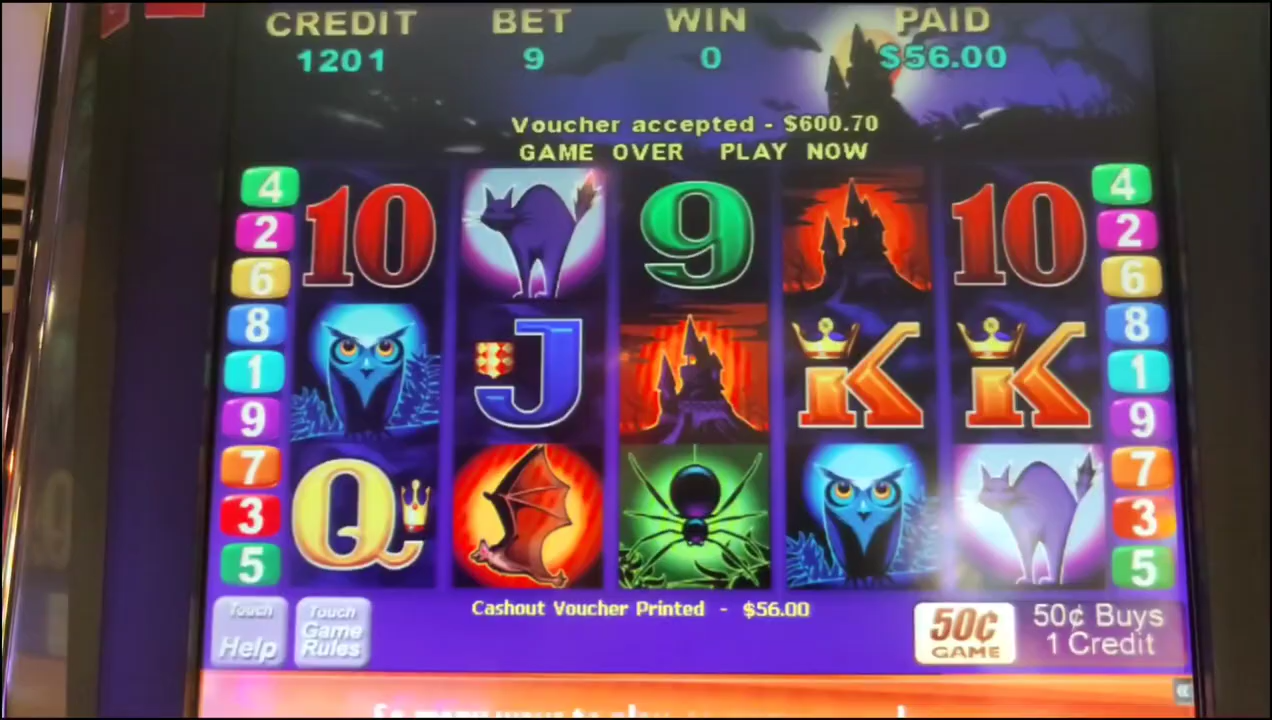 CREDIT BET WIN PAID
1201 9 0 $56.00
Voucher accepted - $600.70
GAME OVER PLAY NOW
4 10 9 10 4
2 2
6 6
8 J K K 8
1 1
9 9
7 Q 7
3 3
5 5
Cashout Voucher Printed - $56.00
Touch Help
Touch Game Rules
50¢ GAME
50¢ Buys
1 Credit